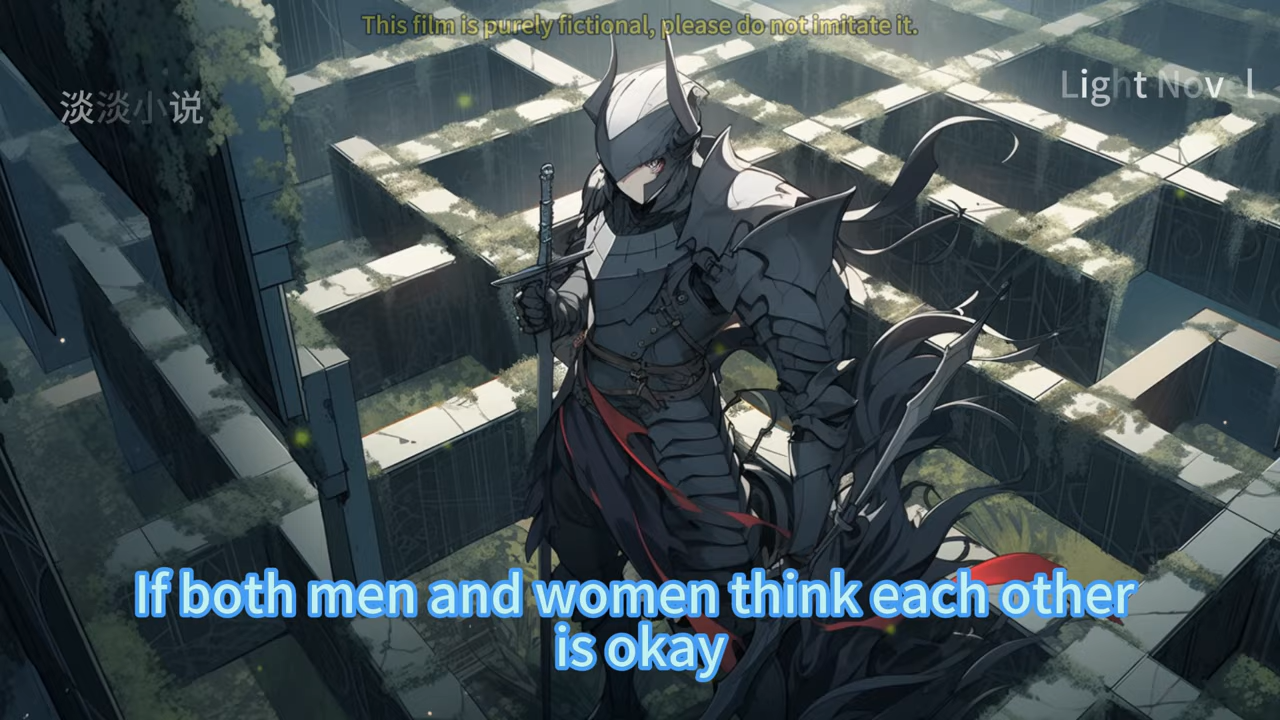 This film is purely fictional, please do not imitate it.
淡淡小说
Light Novel
If both men and women think each other
is okay